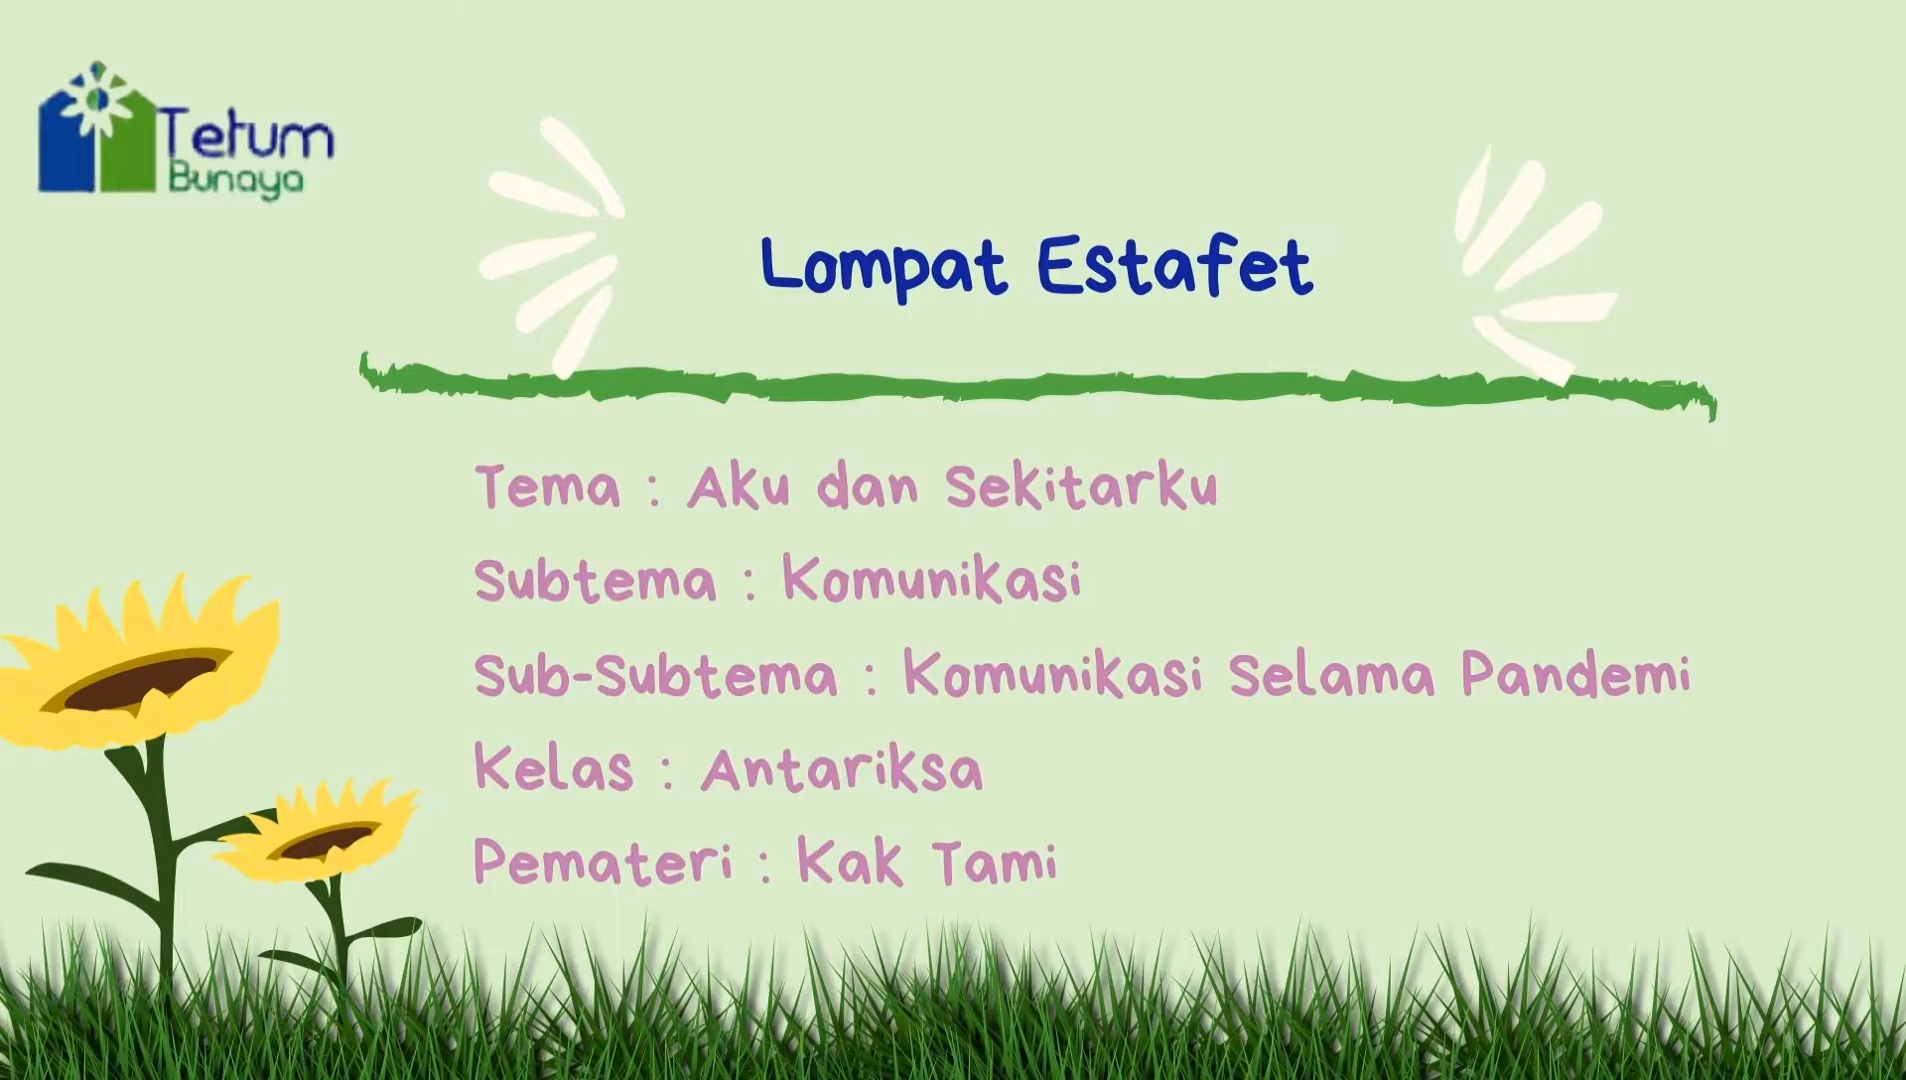 Tetum
Bunaya
Lompat Estafet
Tema : Aku dan Sekitarku
Subtema : Komunikasi
Sub-Subtema : Komunikasi Selama Pandemi
Kelas : Antariksa
Pemateri : Kak Tami